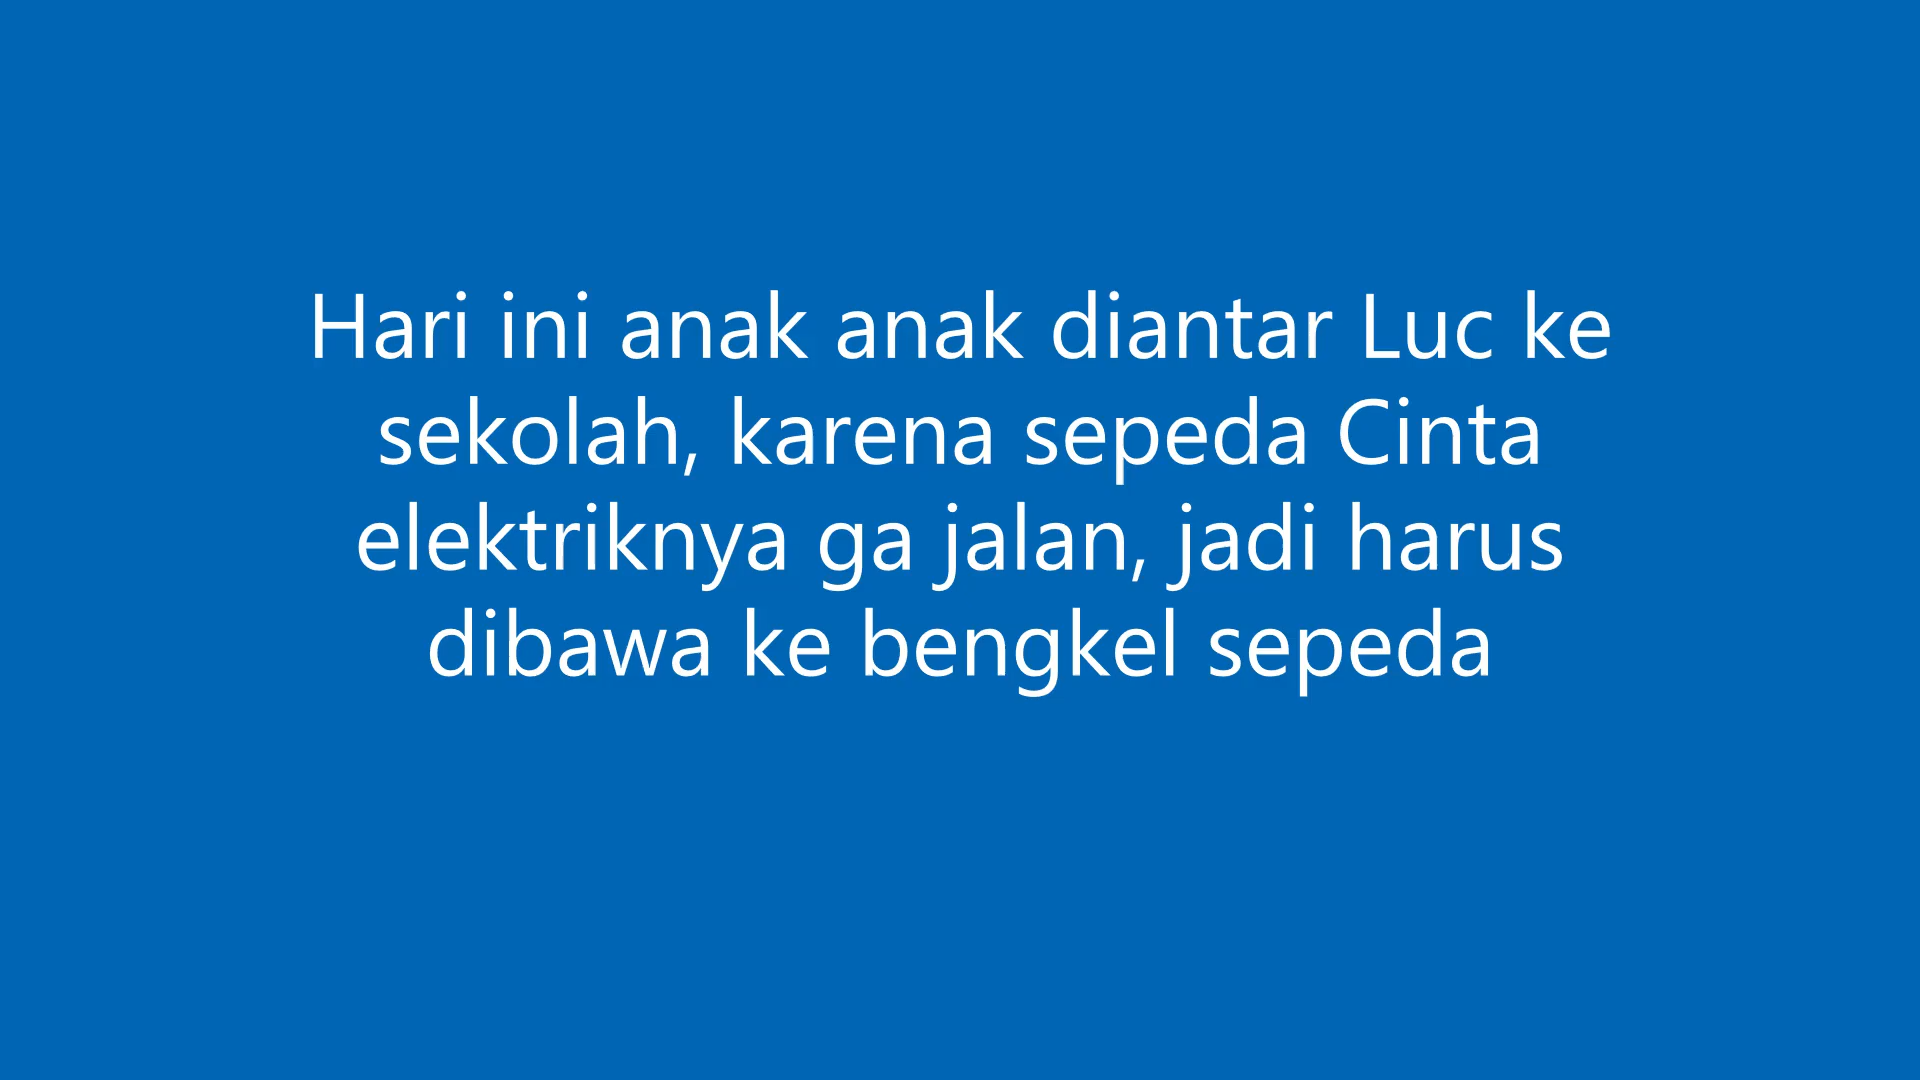 Hari ini anak anak diantar Luc ke
sekolah, karena sepeda Cinta
elektriknya ga jalan, jadi harus
dibawa ke bengkel sepeda